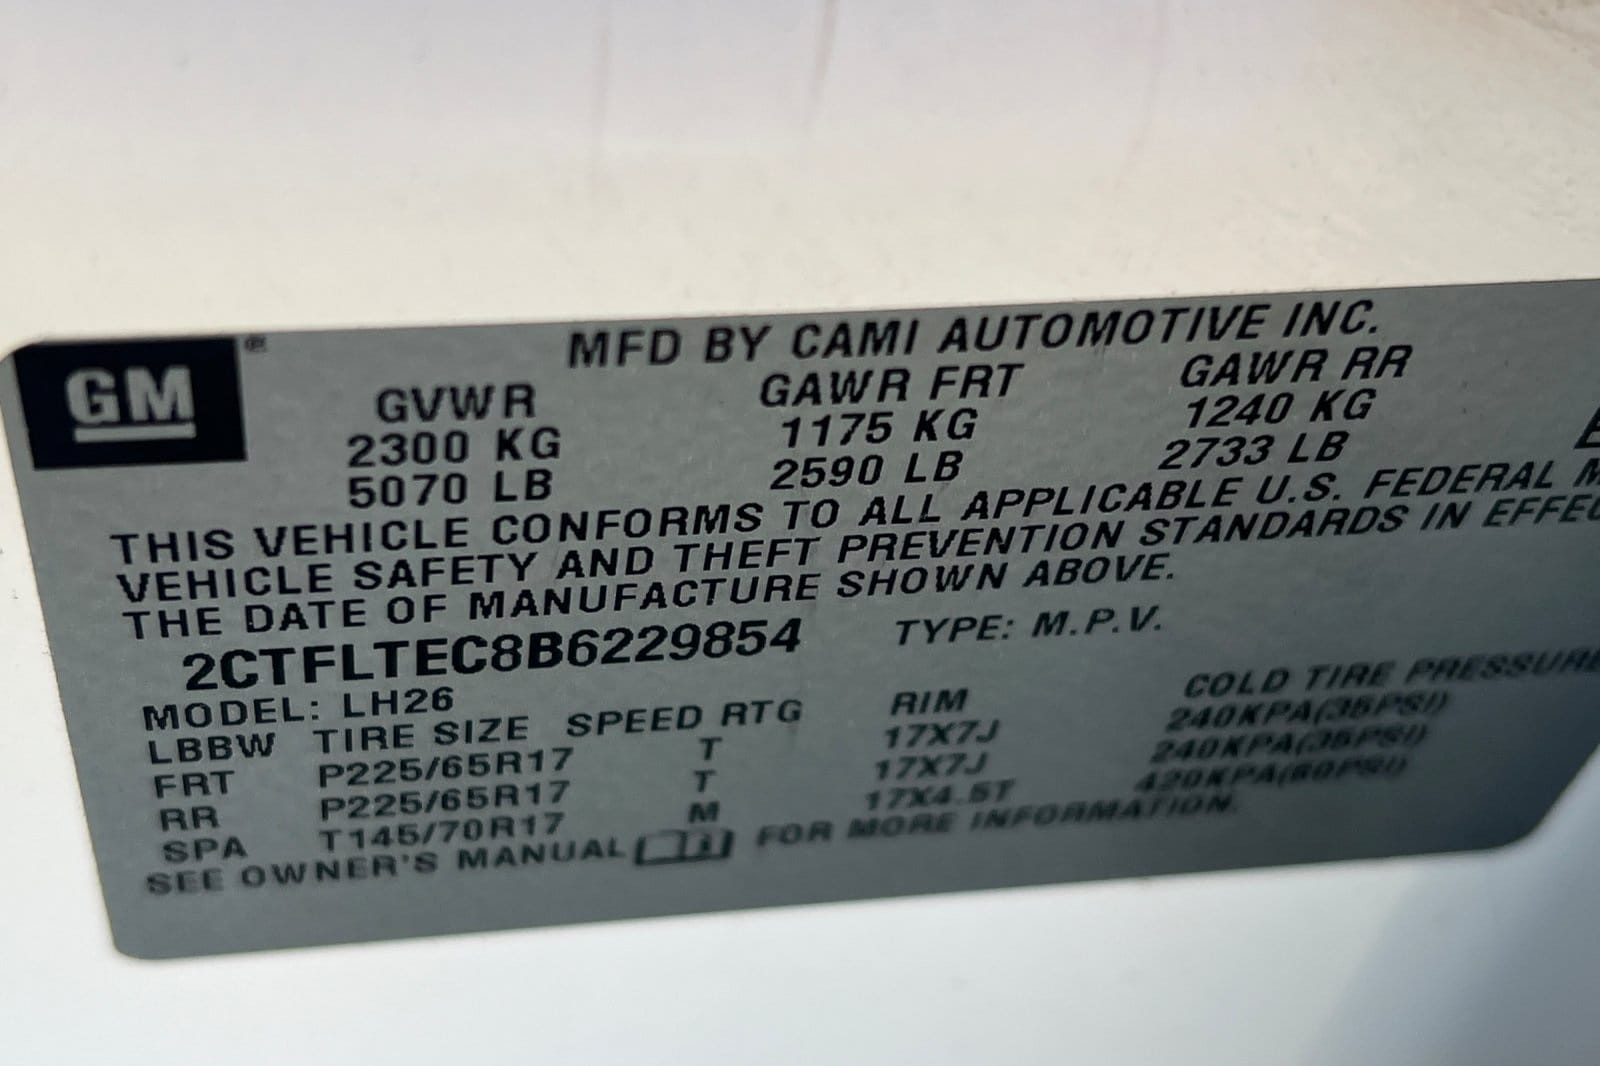 MFD BY CAMI AUTOMOTIVE INC.
GM ®
GVWR GAWR FRT GAWR RR
2300 KG 1175 KG 1240 KG
5070 LB 2590 LB 2733 LB
THIS VEHICLE CONFORMS TO ALL APPLICABLE U.S. FEDERAL
VEHICLE SAFETY AND THEFT PREVENTION STANDARDS IN EFFEC
THE DATE OF MANUFACTURE SHOWN ABOVE.
2CTFLTEC8B6229854 TYPE: M.P.V.
MODEL: LH26
LBBW TIRE SIZE SPEED RTG RIM COLD TIRE PRESSURE
FRT P225/65R17 T 17X7J 240KPA(35PSI)
RR P225/65R17 T 17X7J 240KPA(35PSI)
SPA T145/70R17 M 17X4.5T 420KPA(60PSI)
SEE OWNER'S MANUAL FOR MORE INFORMATION.